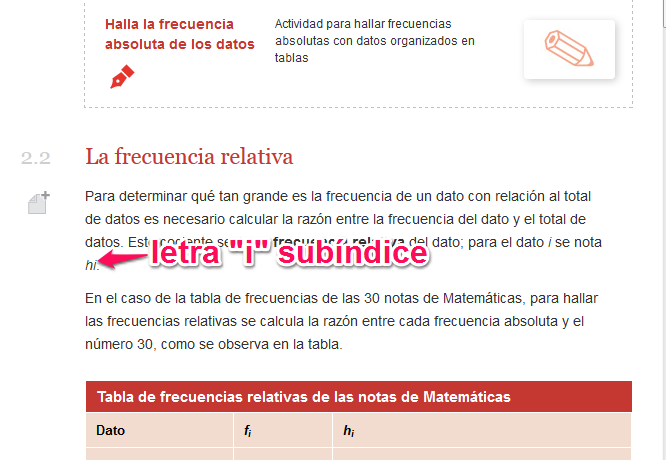 Halla la frecuencia
absoluta de los datos
Actividad para hallar frecuencias
absolutas con datos organizados en
tablas
2.2 La frecuencia relativa
Para determinar qué tan grande es la frecuencia de un dato con relación al total
de datos es necesario calcular la razón entre la frecuencia del dato y el total de
datos. Este cociente se frecuencia relativa del dato; para el dato i se nota
letra "i" subíndice
hi.
En el caso de la tabla de frecuencias de las 30 notas de Matemáticas, para hallar
las frecuencias relativas se calcula la razón entre cada frecuencia absoluta y el
número 30, como se observa en la tabla.
Tabla de frecuencias relativas de las notas de Matemáticas
Dato fᵢ hᵢ